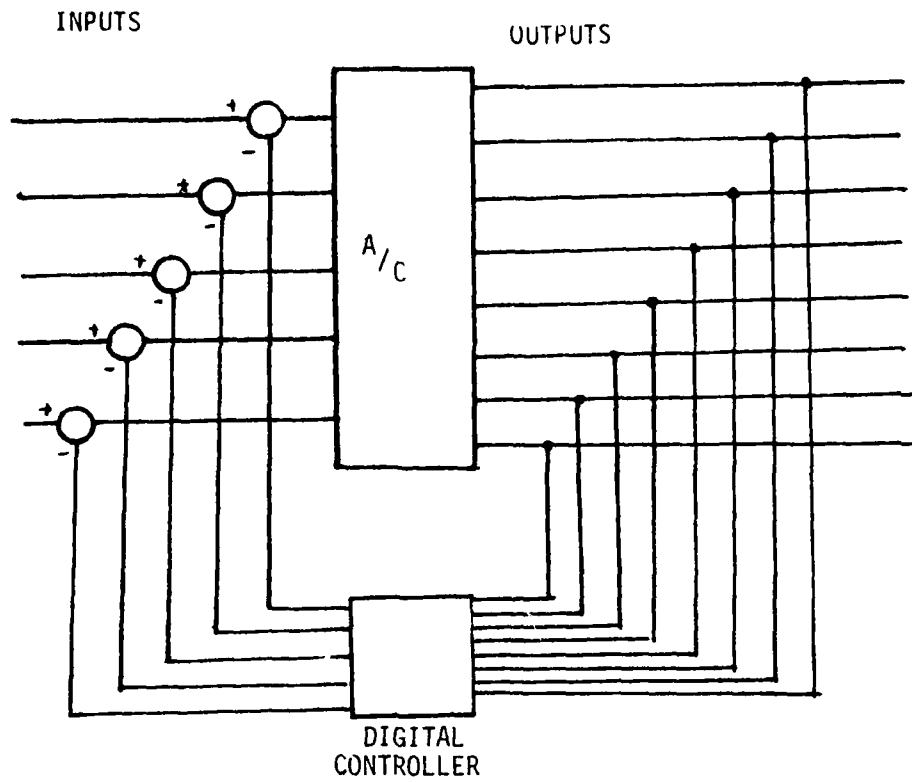 INPUTS
OUTPUTS
+
-
+
-
+
-
+
-
+
-
A/C
DIGITAL
CONTROLLER